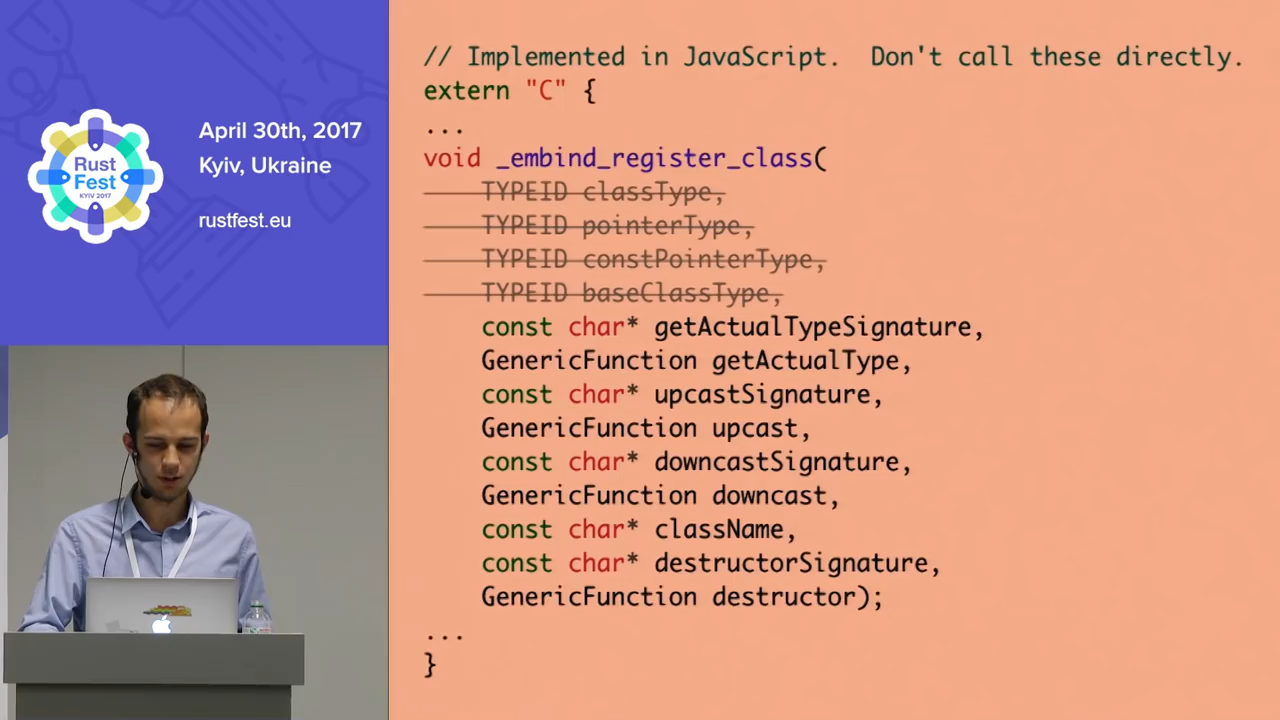 April 30th, 2017
Kyiv, Ukraine
rustfest.eu
Rust
Fest
KYIV 2017
// Implemented in JavaScript.  Don't call these directly.
extern "C" {
...
void _embind_register_class(
    TYPEID classType,
    TYPEID pointerType,
    TYPEID constPointerType,
    TYPEID baseClassType,
    const char* getActualTypeSignature,
    GenericFunction getActualType,
    const char* upcastSignature,
    GenericFunction upcast,
    const char* downcastSignature,
    GenericFunction downcast,
    const char* className,
    const char* destructorSignature,
    GenericFunction destructor);
...
}